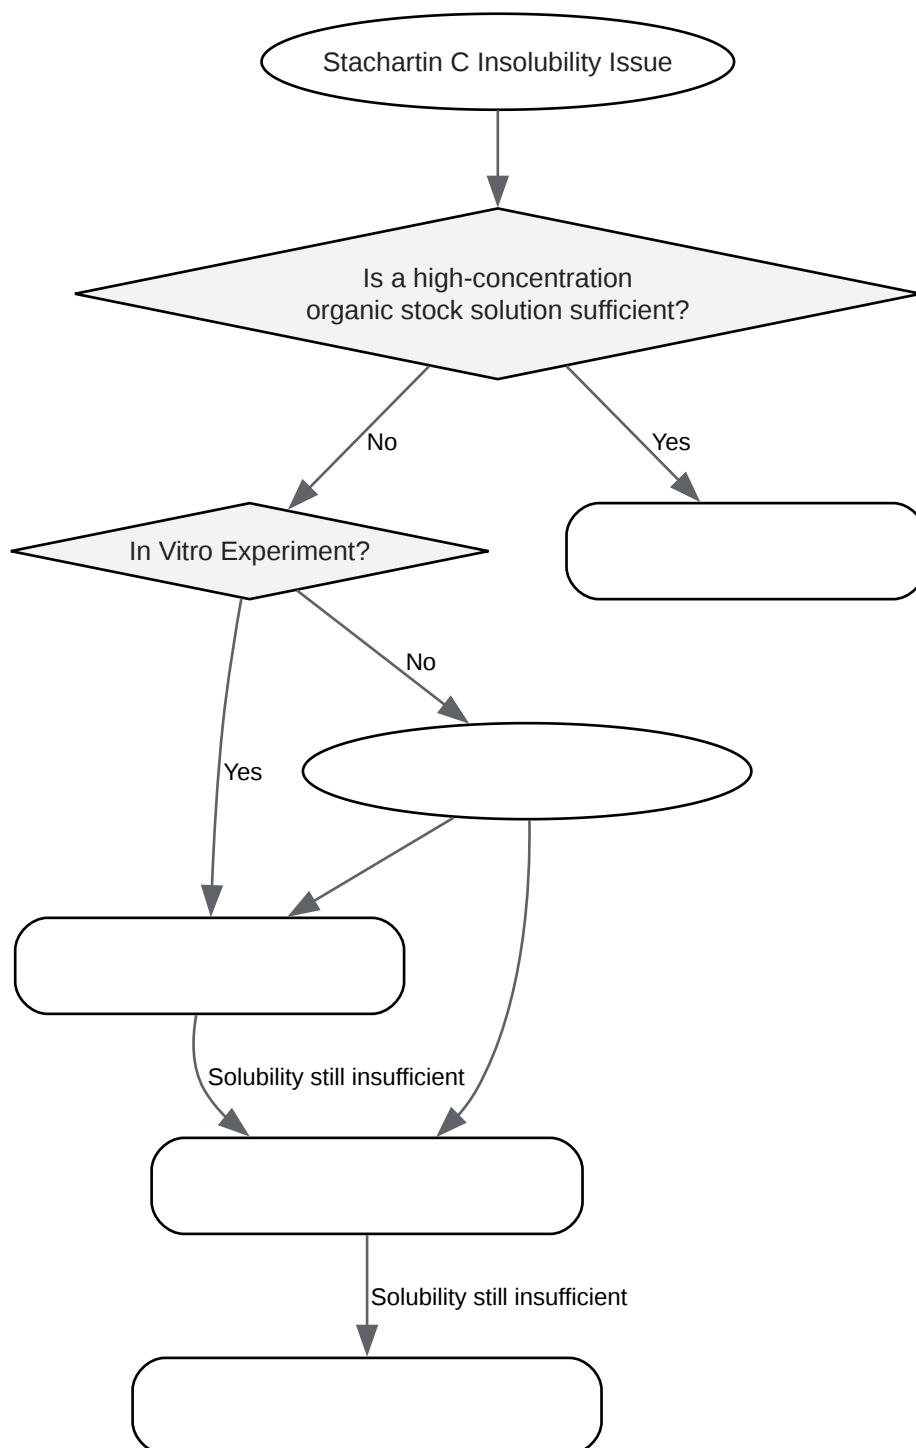 Stachartin C Insolubility Issue
Is a high-concentration
organic stock solution sufficient?
No
Yes
In Vitro Experiment?
No
Yes
Solubility still insufficient
Solubility still insufficient